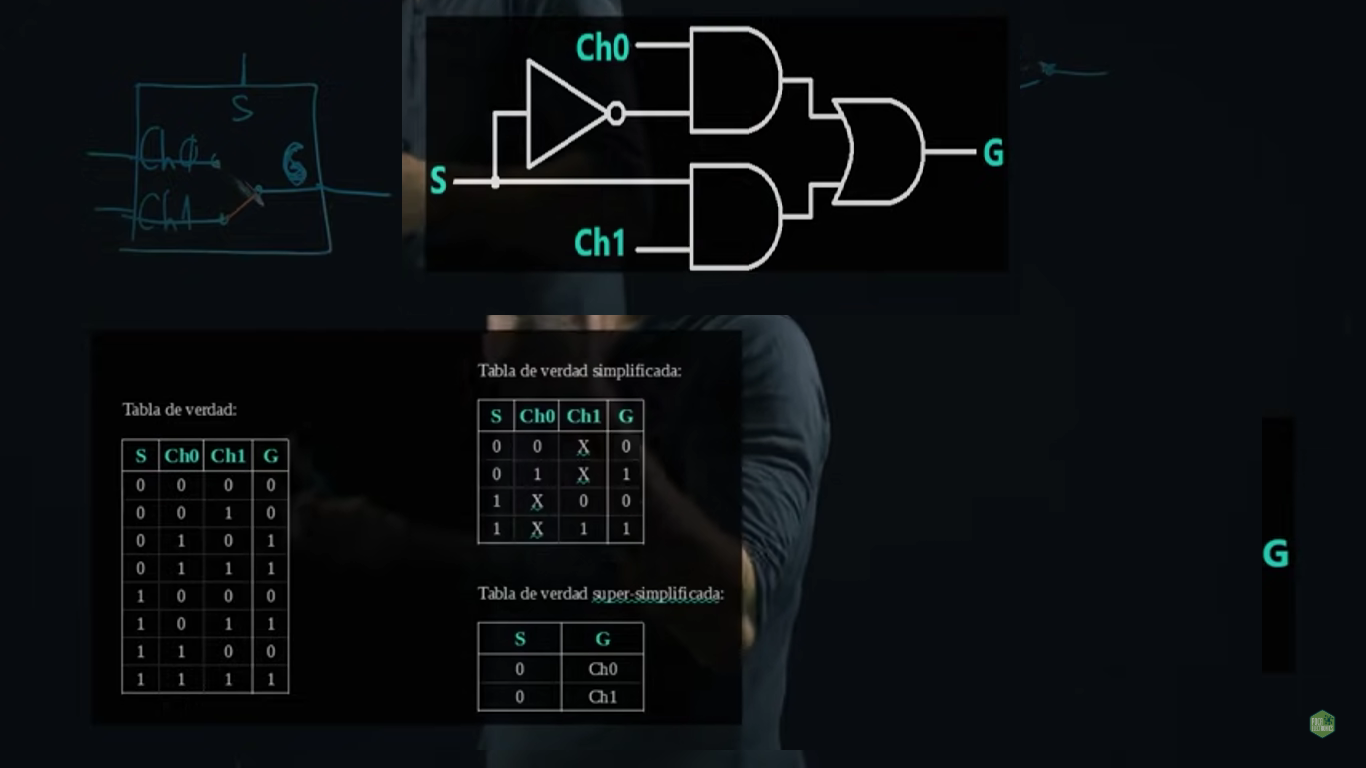 S
Ch0
Ch1
G
Ch0
S
Ch1
G
Tabla de verdad:
S Ch0 Ch1 G
0 0 0 0
0 0 1 0
0 1 0 1
0 1 1 1
1 0 0 0
1 0 1 1
1 1 0 0
1 1 1 1
Tabla de verdad simplificada:
S Ch0 Ch1 G
0 0 X 0
0 1 X 1
1 X 0 0
1 X 1 1
Tabla de verdad super-simplificada:
S G
0 Ch0
0 Ch1
G